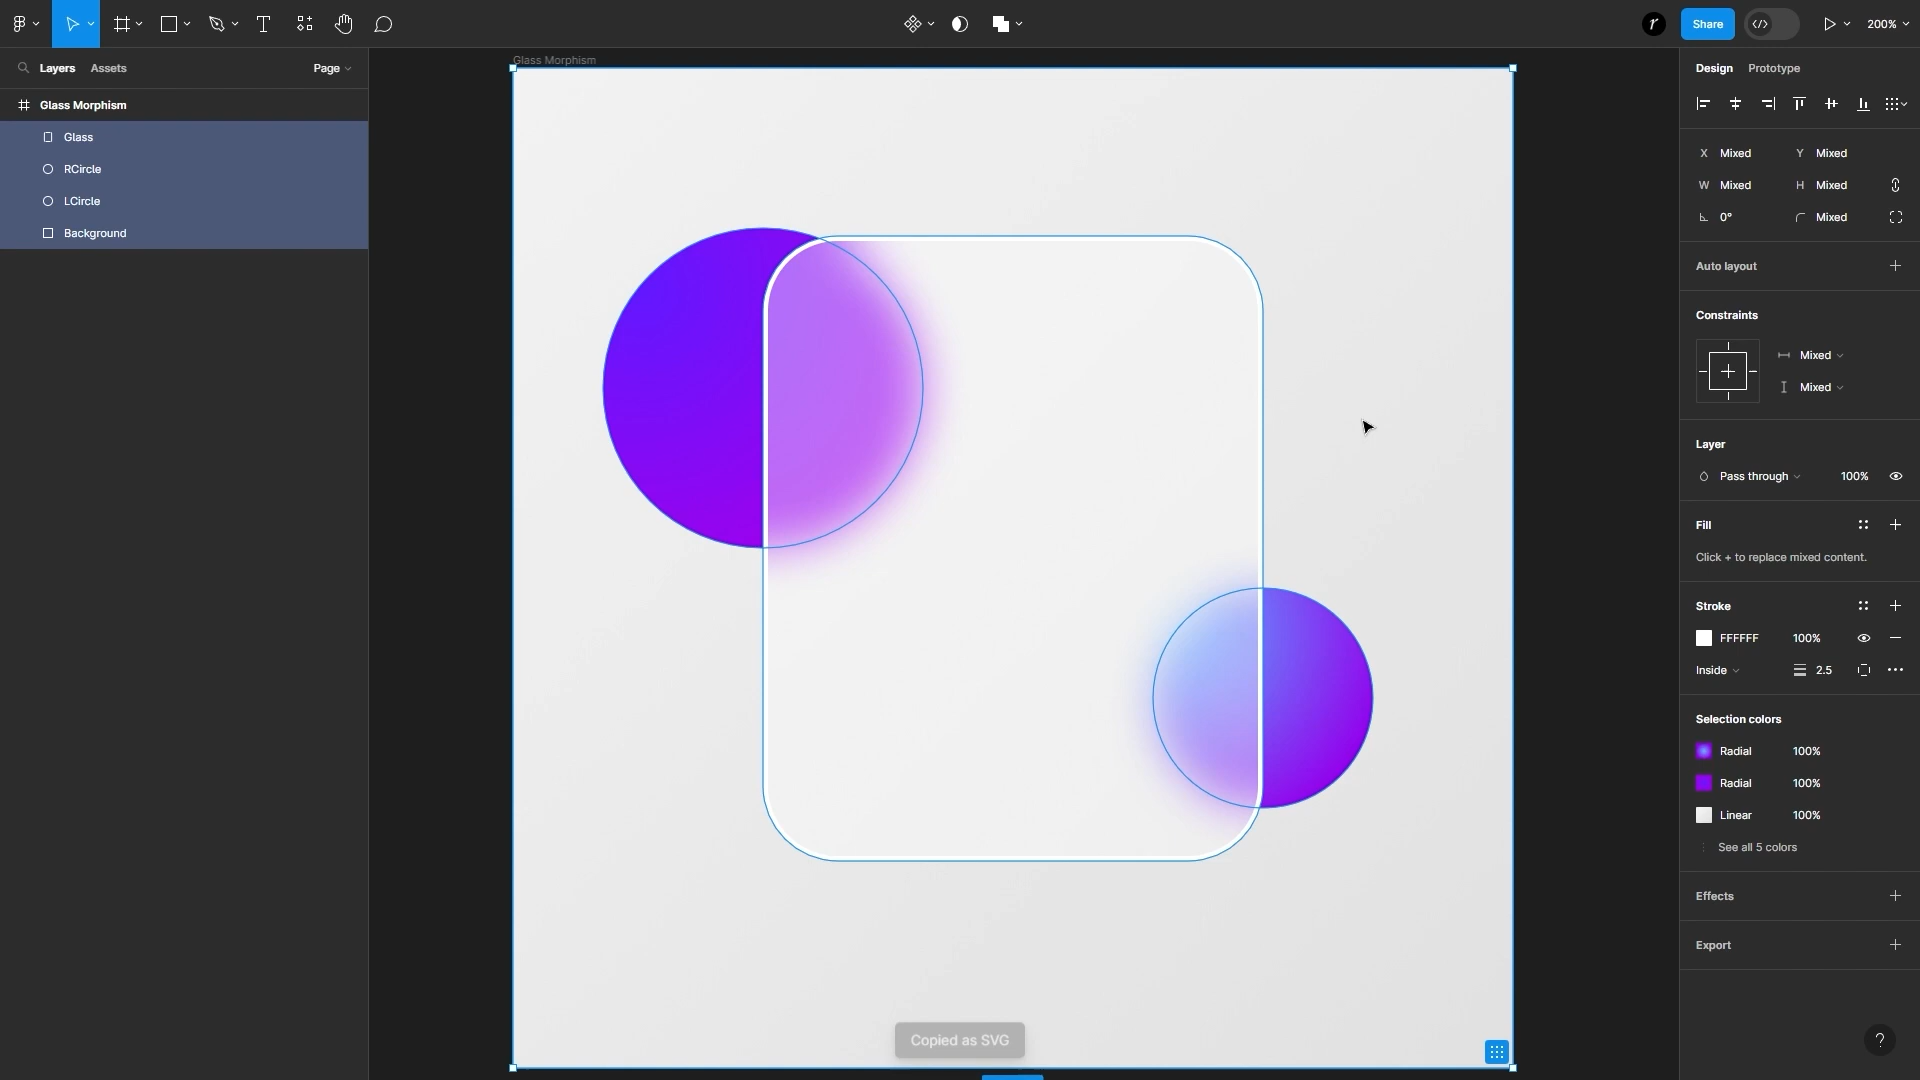 Share
200%
Layers
Assets
Page
Glass Morphism
Glass
RCircle
LCircle
Background
Glass Morphism
Copied as SVG
Design
Prototype
X Mixed
Y Mixed
W Mixed
H Mixed
0°
Mixed
Auto layout
Constraints
Mixed
Mixed
Layer
Pass through
100%
Fill
Click + to replace mixed content.
Stroke
FFFFFF
100%
Inside
2.5
Selection colors
Radial
100%
Radial
100%
Linear
100%
See all 5 colors
Effects
Export
?